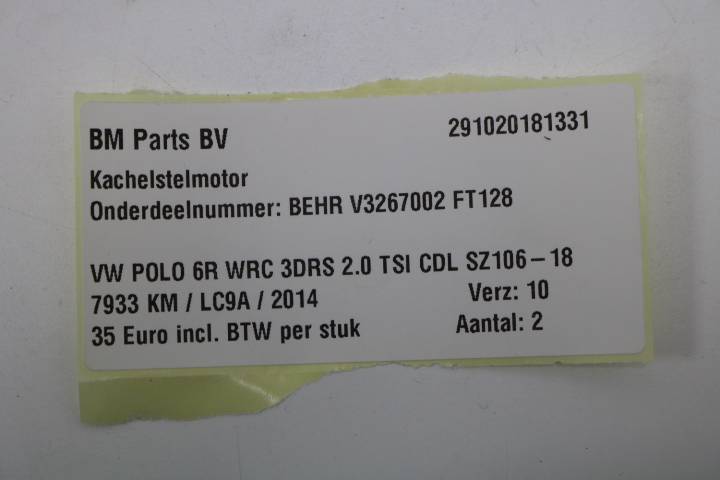 BM Parts BV 291020181331
Kachelstelmotor
Onderdeelnummer: BEHR V3267002 FT128
VW POLO 6R WRC 3DRS 2.0 TSI CDL SZ106-18
7933 KM / LC9A / 2014 Verz: 10
35 Euro incl. BTW per stuk Aantal: 2